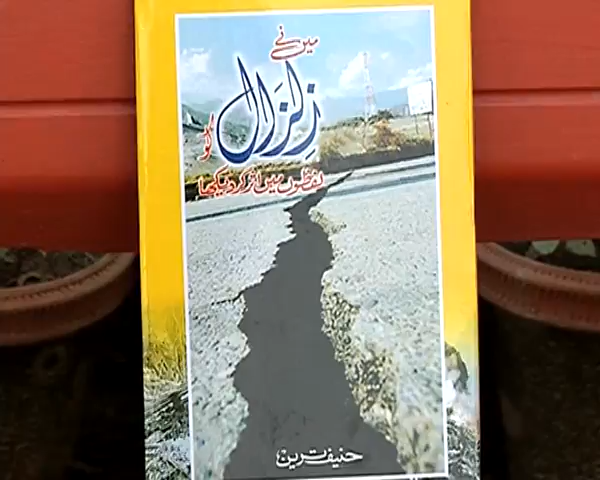 میں نے
زلزال کو
لفظوں میں اتر کر دیکھا
حنیف ترین